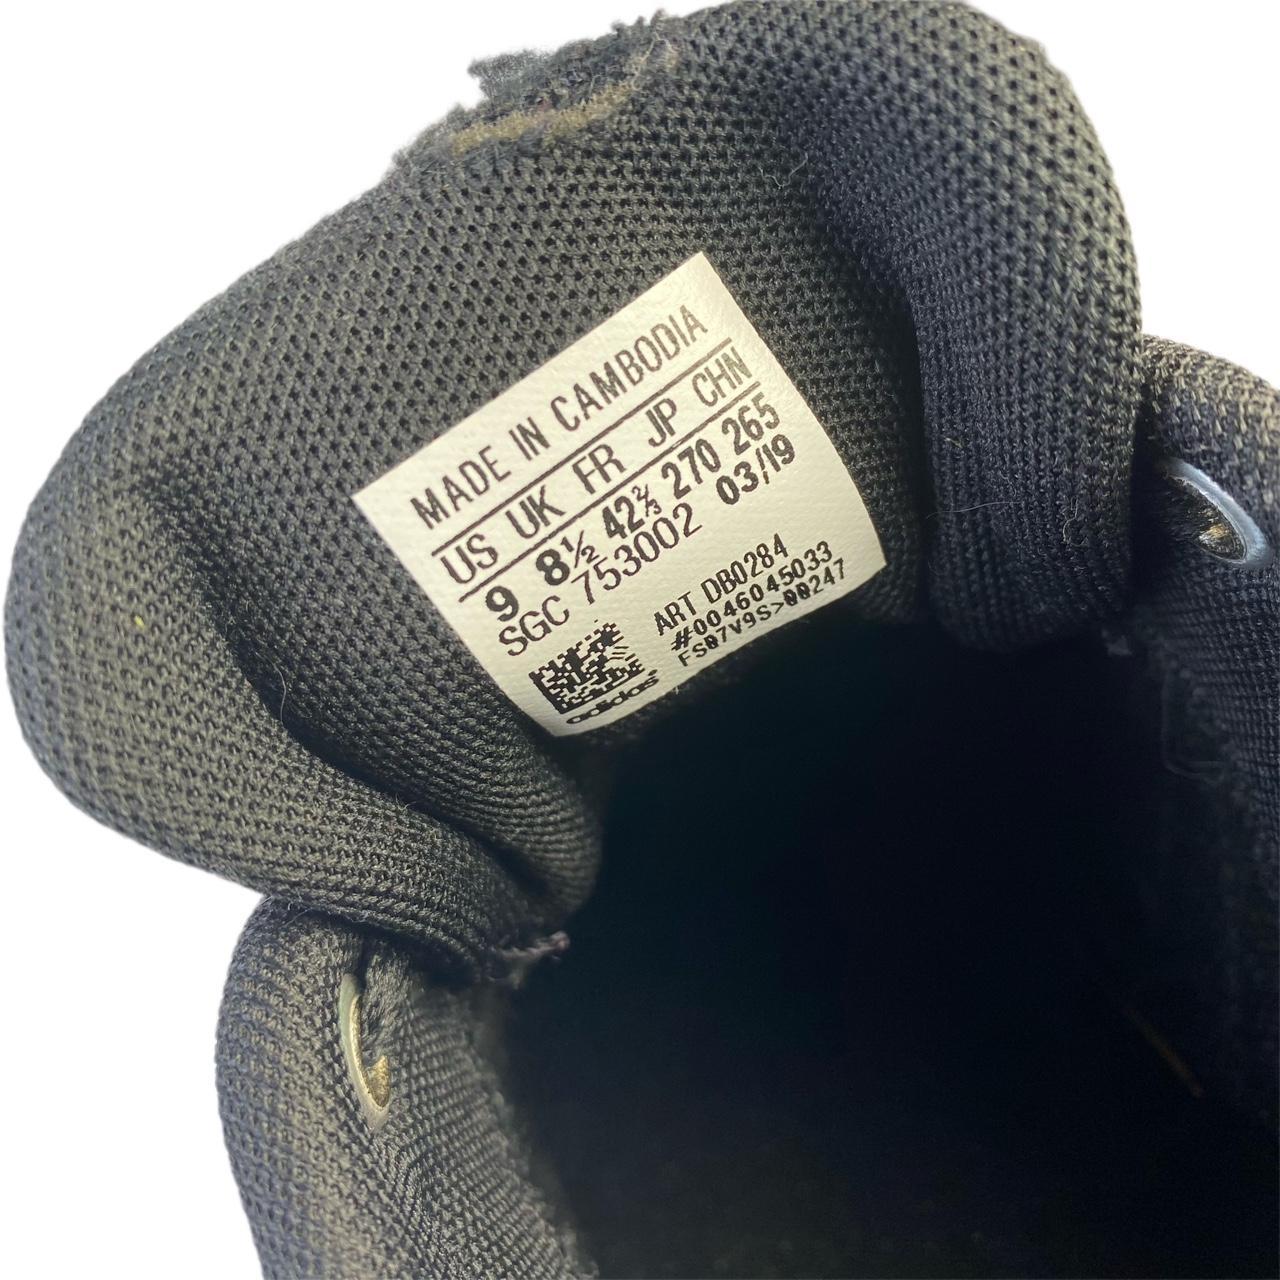 MADE IN CAMBODIA
US UK FR JP CHN
9 8½ 42⅔ 270 265
SGC 753002 03/19
ART DB0284
#0046045033
FS07V9S>00247
adidas®